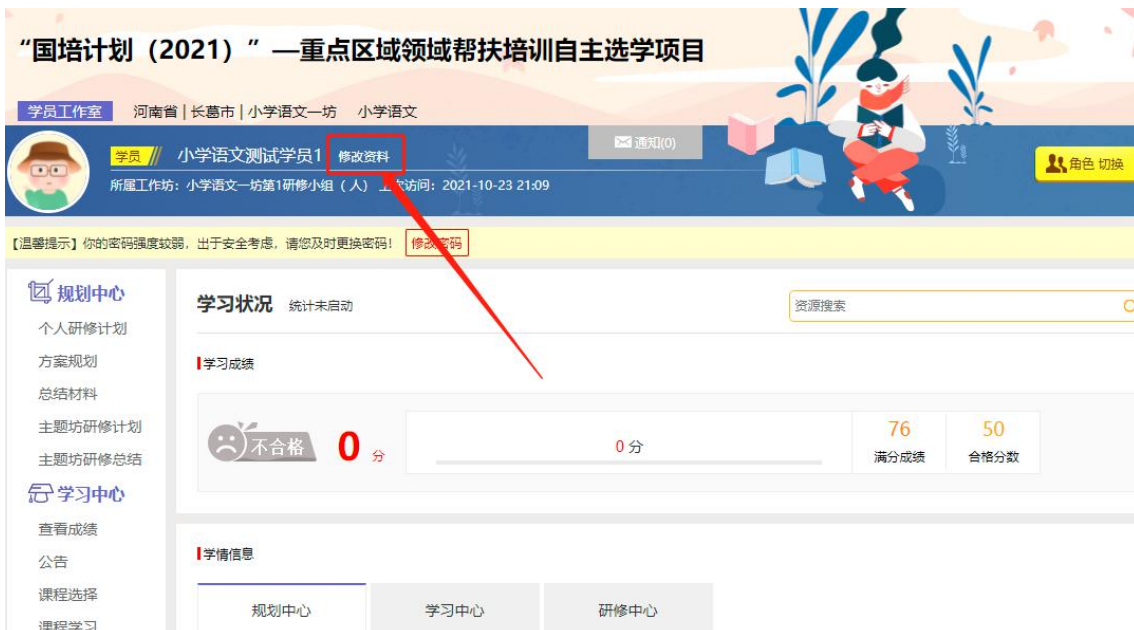 “国培计划（2021）”—重点区域领域帮扶培训自主选学项目
学员工作室 河南省 | 长葛市 | 小学语文一坊 小学语文
通知(0)
学员 小学语文测试学员1 修改资料
角色 切换
所属工作坊：小学语文一坊第1研修小组（人） 上次访问：2021-10-23 21:09
【温馨提示】你的密码强度较弱，出于安全考虑，请您及时更换密码！ 修改密码
规划中心
个人研修计划
方案规划
总结材料
主题坊研修计划
主题坊研修总结
学习中心
查看成绩
公告
课程选择
课程学习
学习状况 统计未启动
资源搜索
学习成绩
不合格 0 分
0 分
76
满分成绩
50
合格分数
学情信息
规划中心 学习中心 研修中心